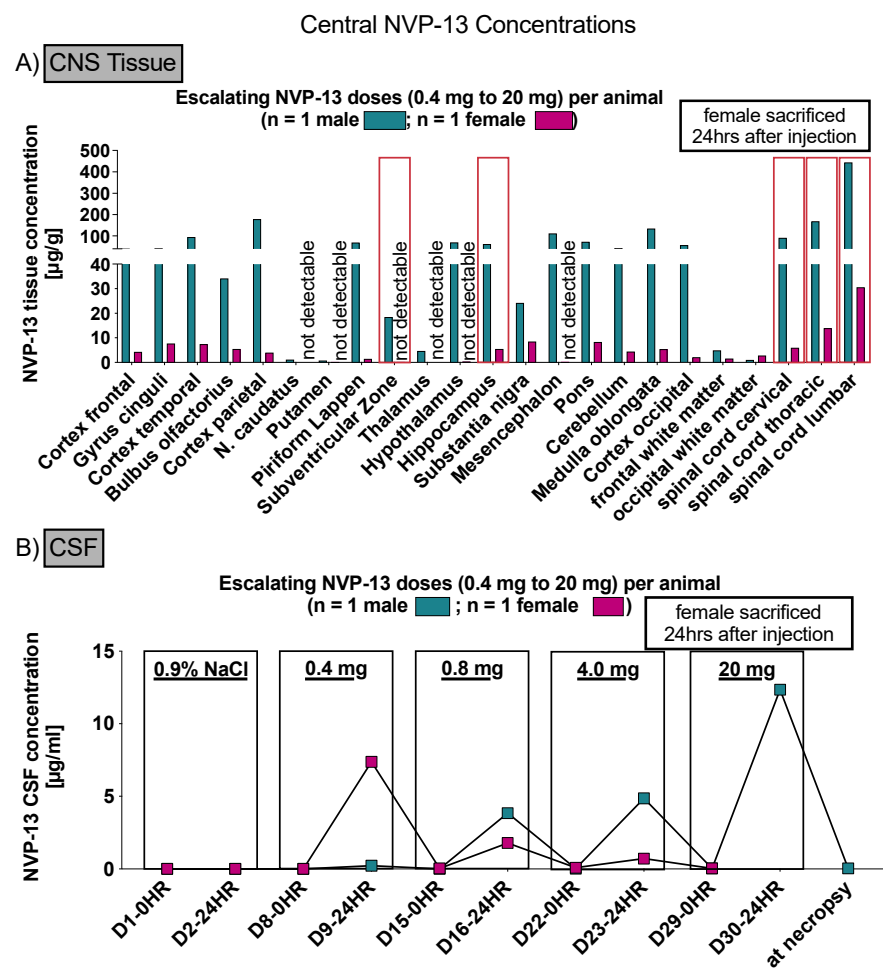 Central NVP-13 Concentrations
A) CNS Tissue
Escalating NVP-13 doses (0.4 mg to 20 mg) per animal
(n = 1 male ; n = 1 female )
female sacrificed
24hrs after injection
NVP-13 tissue concentration
[µg/g]
500
400
300
200
100
40
30
20
10
0
not detectable
not detectable
not detectable
not detectable
not detectable
not detectable
Cortex frontal
Gyrus cinguli
Cortex temporal
Bulbus olfactorius
Cortex parietal
N. caudatus
Putamen
Piriform Lappen
Subventricular Zone
Thalamus
Hypothalamus
Hippocampus
Substantia nigra
Mesencephalon
Pons
Cerebellum
Medulla oblongata
Cortex occipital
frontal white matter
occipital white matter
spinal cord cervical
spinal cord thoracic
spinal cord lumbar
B) CSF
Escalating NVP-13 doses (0.4 mg to 20 mg) per animal
(n = 1 male ; n = 1 female )
female sacrificed
24hrs after injection
NVP-13 CSF concentration
[µg/ml]
15
10
5
0
0.9% NaCl
0.4 mg
0.8 mg
4.0 mg
20 mg
D1-0HR
D2-24HR
D8-0HR
D9-24HR
D15-0HR
D16-24HR
D22-0HR
D23-24HR
D29-0HR
D30-24HR
at necropsy